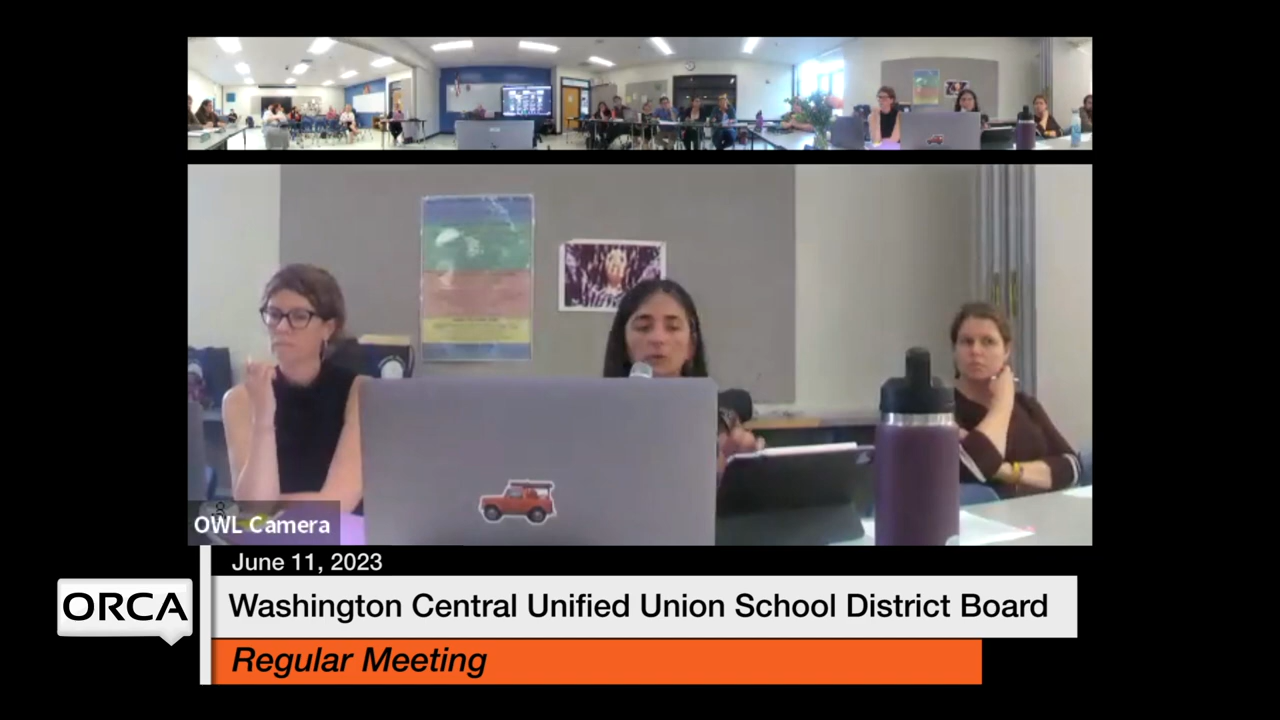 OWL Camera
June 11, 2023
ORCA
Washington Central Unified Union School District Board
Regular Meeting